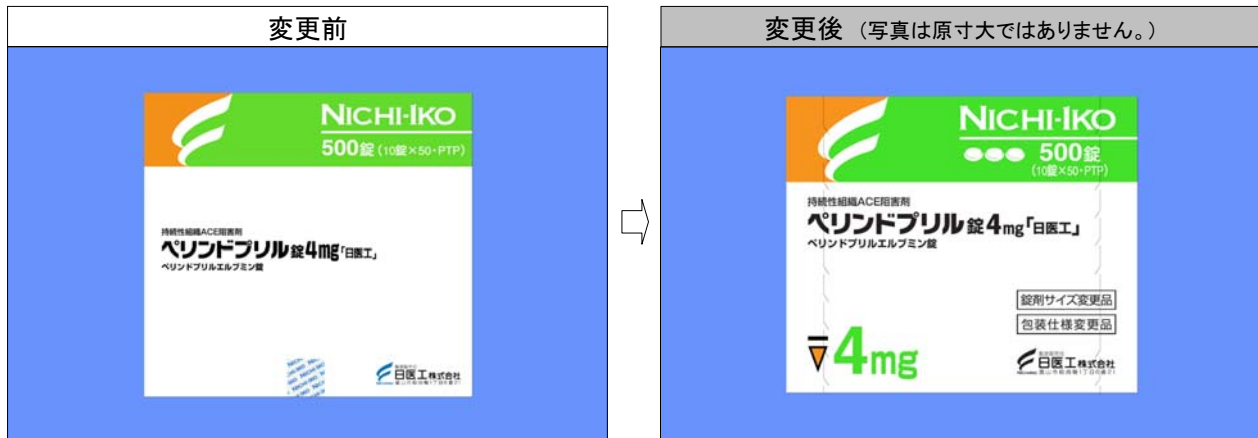 変更前
NICHI-IKO
500錠(10錠×50・PTP)
持続性組織ACE阻害剤
ペリンドプリル錠4mg「日医工」
ペリンドプリルエルブミン錠
日医工株式会社
変更後 (写真は原寸大ではありません。)
NICHI-IKO
500錠
(10錠×50・PTP)
持続性組織ACE阻害剤
ペリンドプリル錠4mg「日医工」
ペリンドプリルエルブミン錠
錠剤サイズ変更品
包装仕様変更品
4mg
日医工株式会社